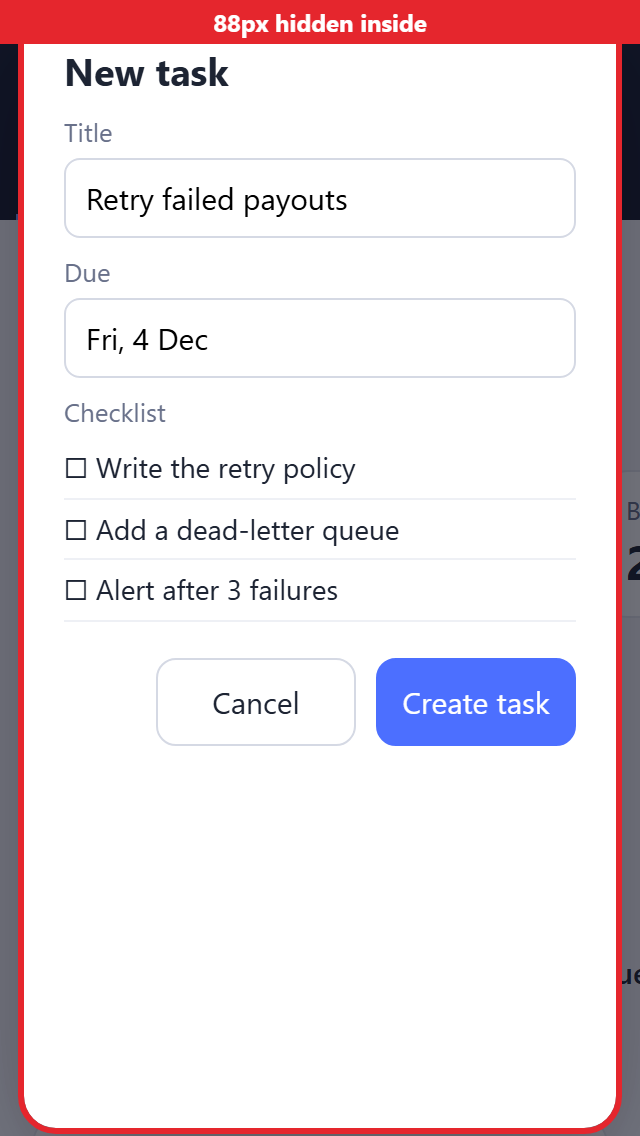 88px hidden inside
New task
Title
Retry failed payouts
Due
Fri, 4 Dec
Checklist
☐ Write the retry policy
☐ Add a dead-letter queue
☐ Alert after 3 failures
Cancel
Create task